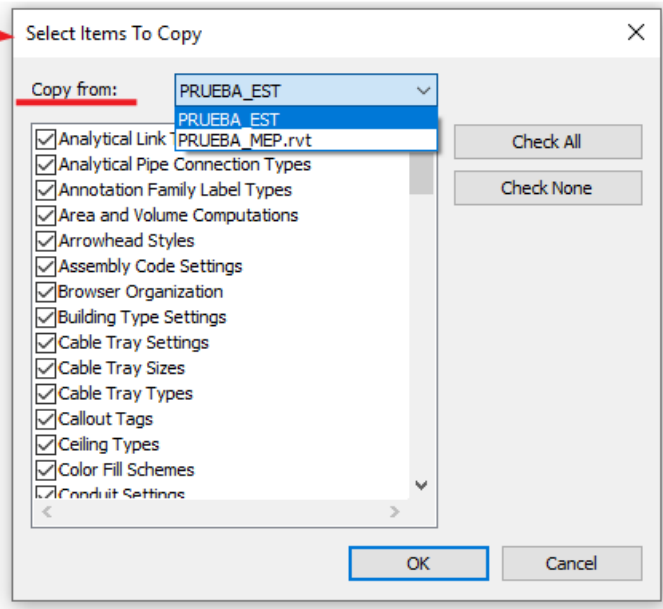 Select Items To Copy
Copy from: PRUEBA_EST
PRUEBA_EST
Analytical Link PRUEBA_MEP.rvt
Analytical Pipe Connection Types
Annotation Family Label Types
Area and Volume Computations
Arrowhead Styles
Assembly Code Settings
Browser Organization
Building Type Settings
Cable Tray Settings
Cable Tray Sizes
Cable Tray Types
Callout Tags
Ceiling Types
Color Fill Schemes
Conduit Settings
Check All
Check None
OK Cancel